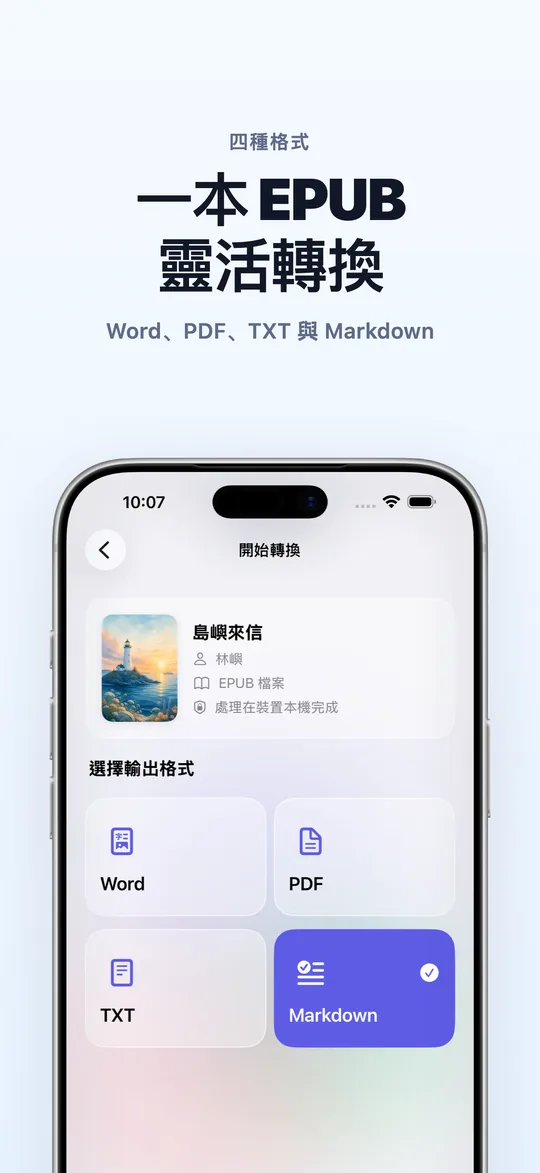 四種格式
一本 EPUB
靈活轉換
Word、PDF、TXT 與 Markdown
10:07
開始轉換
島嶼來信
林嶼
EPUB 檔案
處理在裝置本機完成
選擇輸出格式
Word
PDF
TXT
Markdown